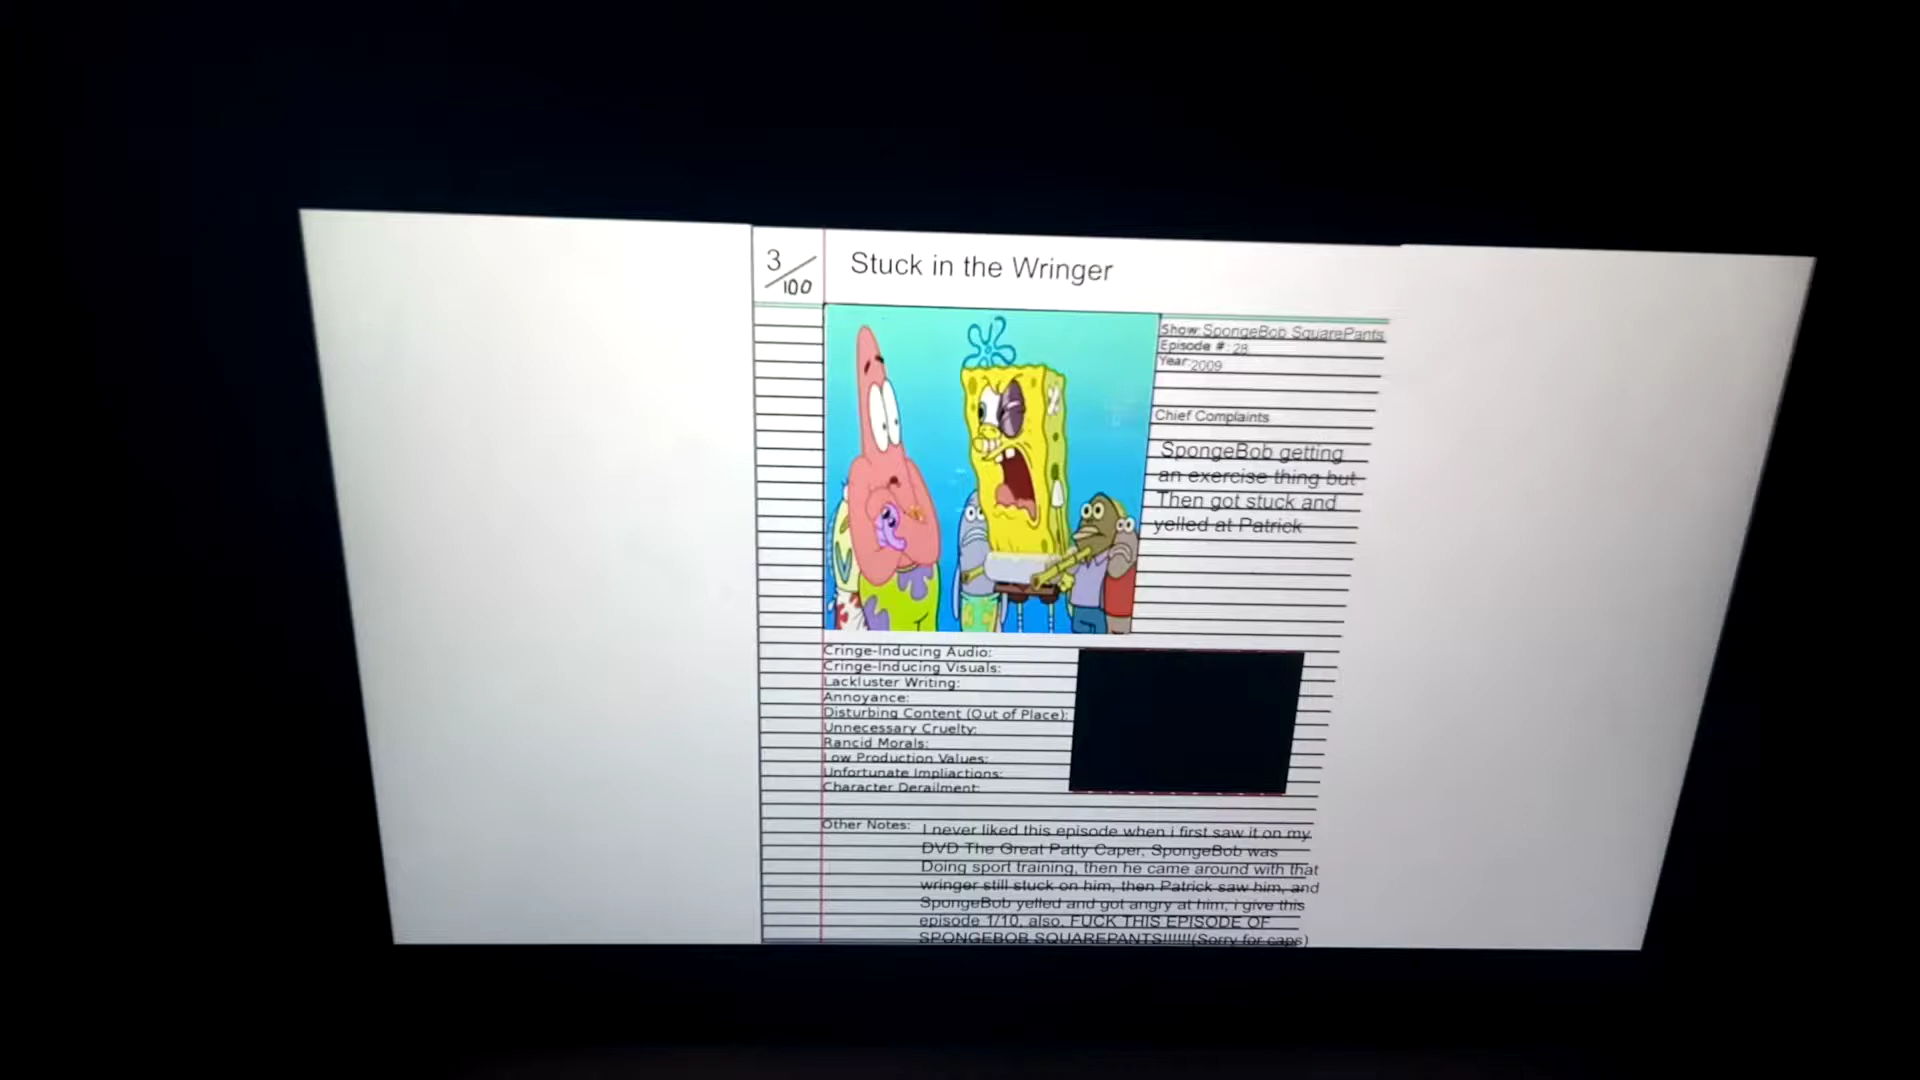 3/100
Stuck in the Wringer
Show: SpongeBob SquarePants
Episode #: 28
Year: 2009
Chief Complaints
SpongeBob getting
an exercise thing but
Then got stuck and
yelled at Patrick
Cringe-Inducing Audio:
Cringe-Inducing Visuals:
Lackluster Writing:
Annoyance:
Disturbing Content (Out of Place):
Unnecessary Cruelty:
Rancid Morals:
Low Production Values:
Unfortunate Impliactions:
Character Derailment:
Other Notes: I never liked this episode when i first saw it on my
DVD The Great Patty Caper, SpongeBob was
Doing sport training, then he came around with that
wringer still stuck on him, then Patrick saw him, and
SpongeBob yelled and got angry at him, i give this
episode 1/10, also, FUCK THIS EPISODE OF
SPONGEBOB SQUAREPANTS!!!!!!(Sorry for caps)